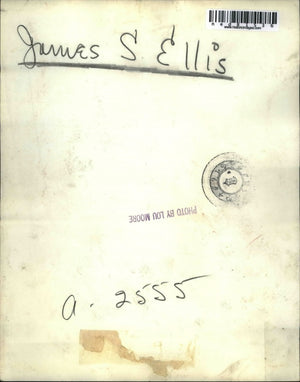 James S. Ellis
PHOTO BY LOU MOORE
a. 2555